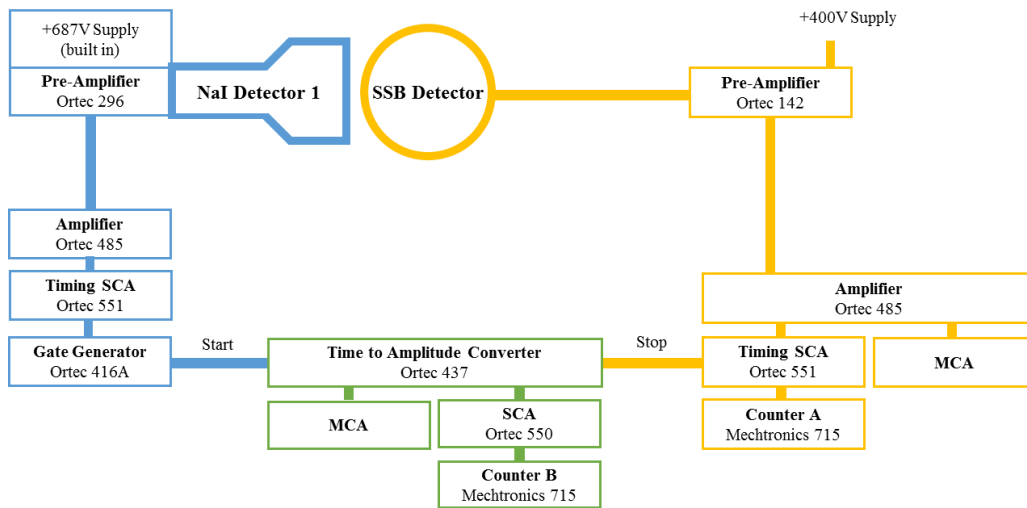 +687V Supply
(built in)
Pre-Amplifier
Ortec 296
NaI Detector 1
SSB Detector
+400V Supply
Pre-Amplifier
Ortec 142
Amplifier
Ortec 485
Timing SCA
Ortec 551
Gate Generator
Ortec 416A
Start
Time to Amplitude Converter
Ortec 437
Stop
Amplifier
Ortec 485
Timing SCA
Ortec 551
MCA
MCA
SCA
Ortec 550
Counter A
Mechtronics 715
Counter B
Mechtronics 715